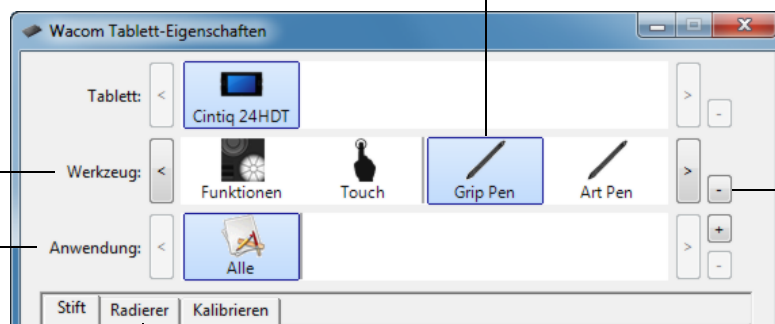 Wacom Tablett-Eigenschaften
Tablett: < Cintiq 24HDT > -
Werkzeug: < Funktionen Touch Grip Pen Art Pen > -
Anwendung: < Alle > + -
Stift Radierer Kalibrieren